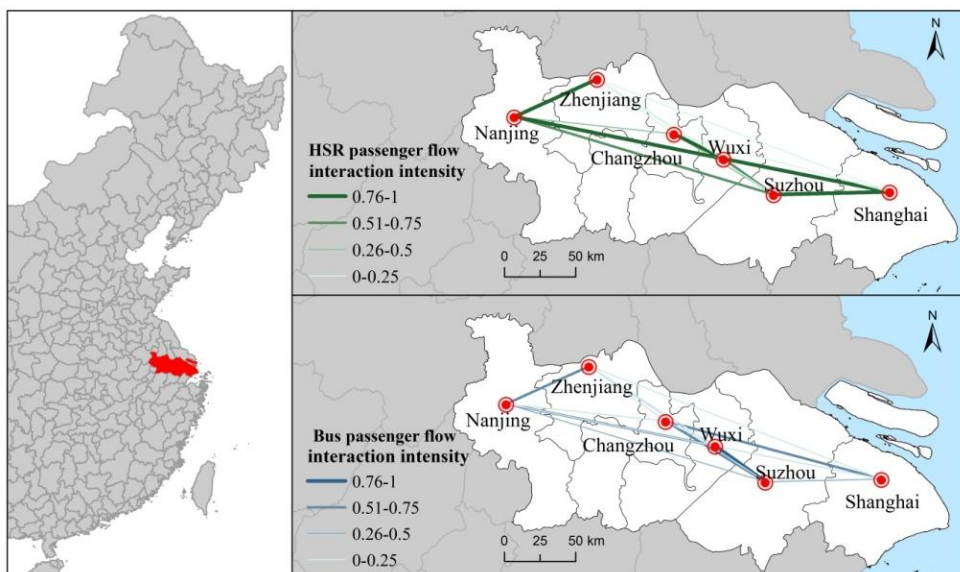 N
Zhenjiang
Nanjing
Wuxi
Changzhou
Suzhou
Shanghai
HSR passenger flow
interaction intensity
0.76-1
0.51-0.75
0.26-0.5
0-0.25
0 25 50 km
N
Zhenjiang
Nanjing
Wuxi
Changzhou
Suzhou
Shanghai
Bus passenger flow
interaction intensity
0.76-1
0.51-0.75
0.26-0.5
0-0.25
0 25 50 km